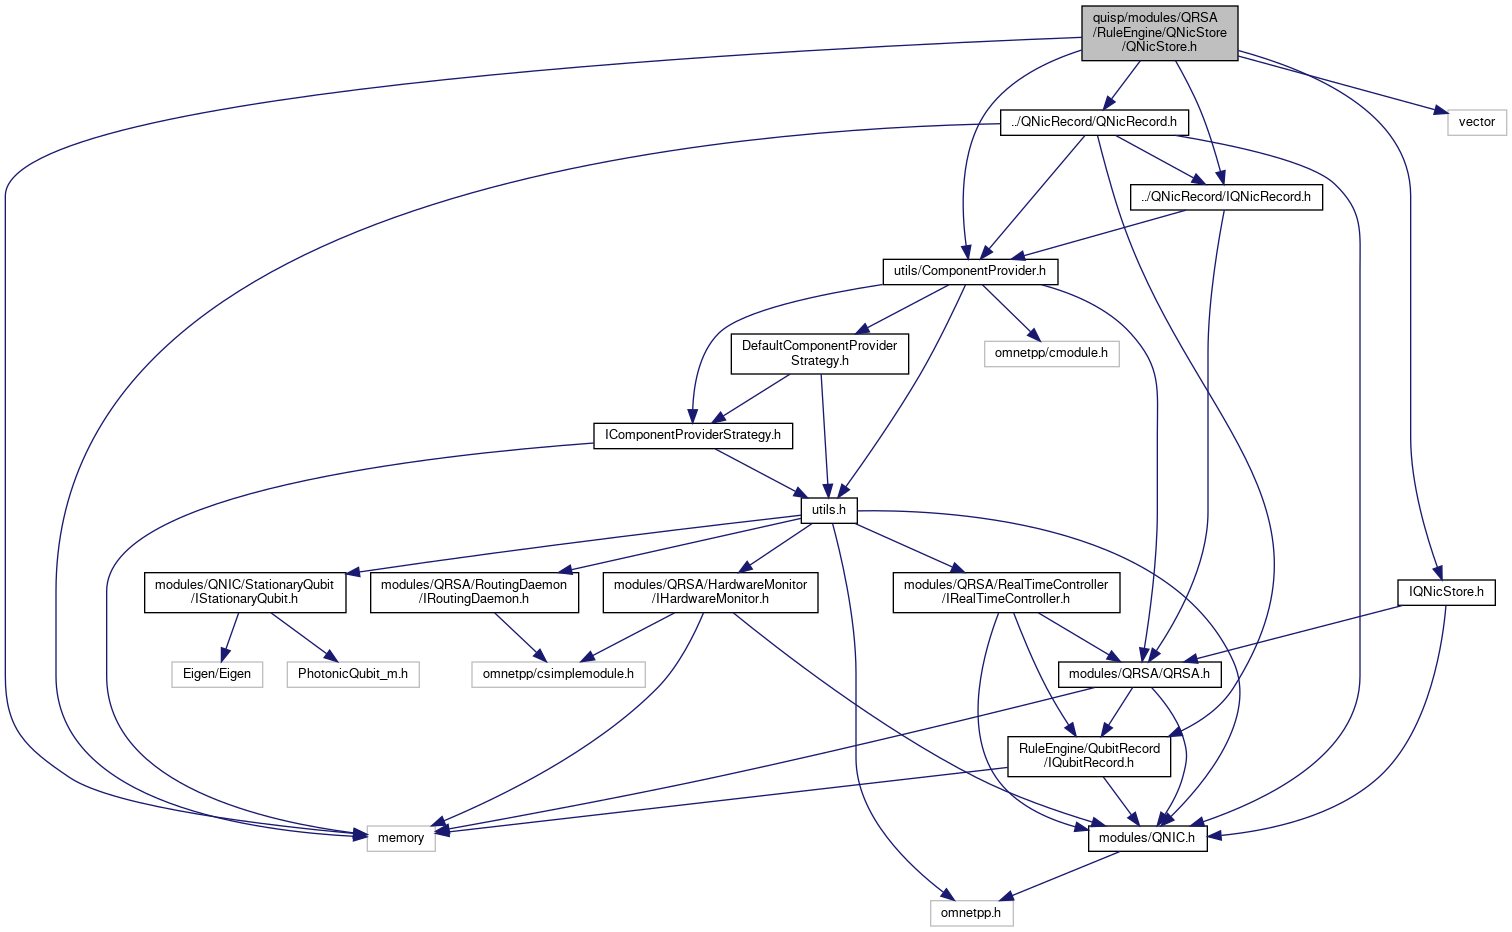 quisp/modules/QRSA
/RuleEngine/QNicStore
/QNicStore.h
../QNicRecord/QNicRecord.h
vector
../QNicRecord/IQNicRecord.h
utils/ComponentProvider.h
DefaultComponentProvider
Strategy.h
omnetpp/cmodule.h
IComponentProviderStrategy.h
utils.h
modules/QNIC/StationaryQubit
/IStationaryQubit.h
modules/QRSA/RoutingDaemon
/IRoutingDaemon.h
modules/QRSA/HardwareMonitor
/IHardwareMonitor.h
modules/QRSA/RealTimeController
/IRealTimeController.h
IQNicStore.h
Eigen/Eigen
PhotonicQubit_m.h
omnetpp/csimplemodule.h
modules/QRSA/QRSA.h
RuleEngine/QubitRecord
/IQubitRecord.h
memory
modules/QNIC.h
omnetpp.h